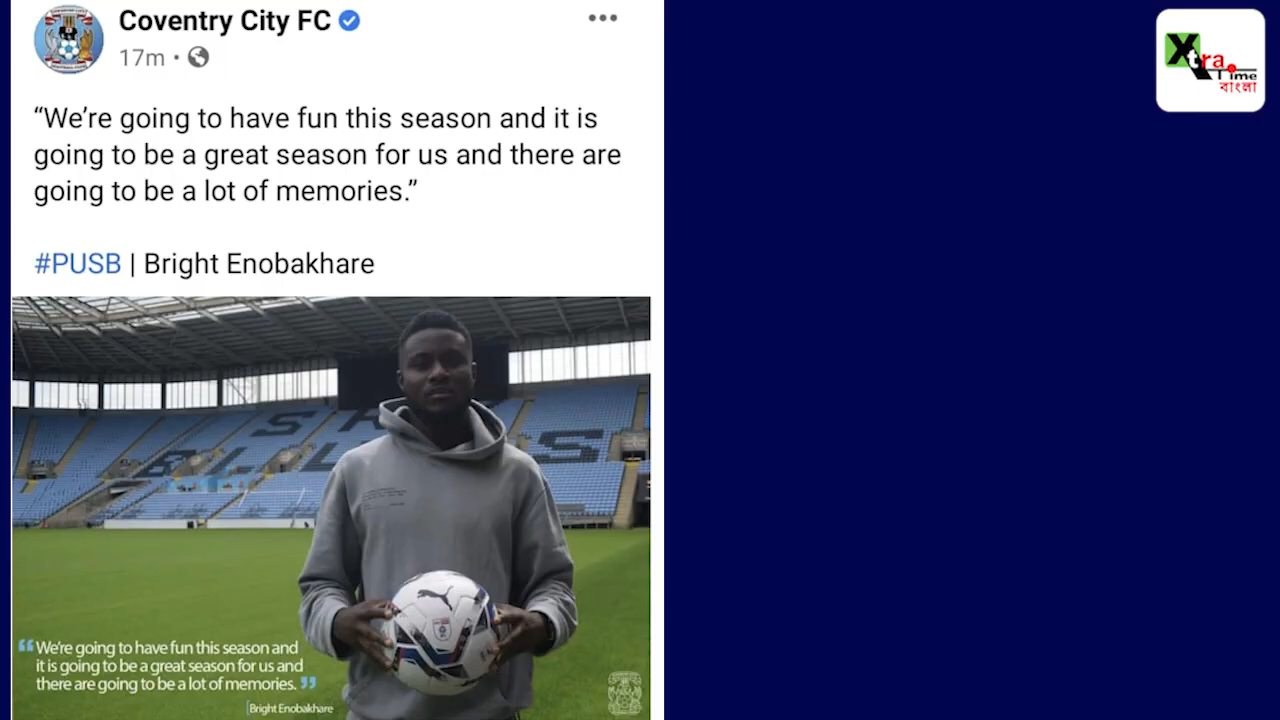 Coventry City FC
17m
Xtra
Time
বাংলা
“We’re going to have fun this season and it is
going to be a great season for us and there are
going to be a lot of memories.”
#PUSB | Bright Enobakhare
SK
BL S
“ We're going to have fun this season and
it is going to be a great season for us and
there are going to be a lot of memories. ”
|Bright Enobakhare